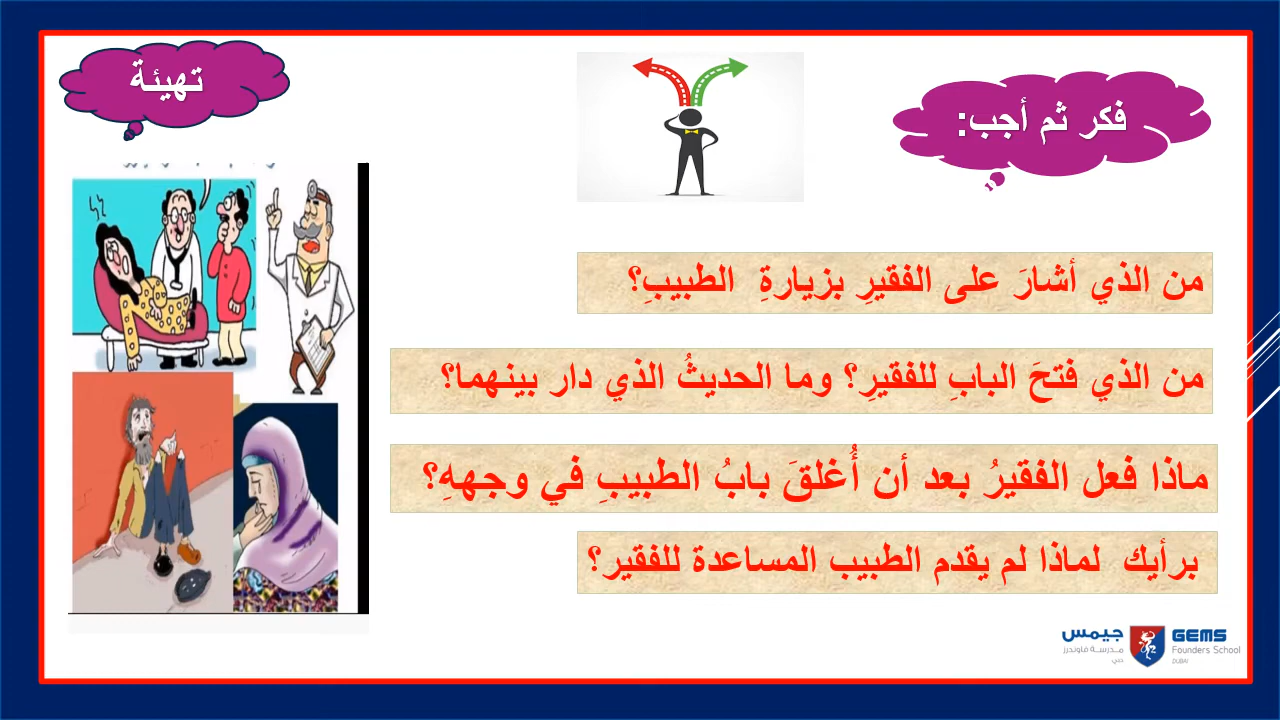 تهيئة
فكر ثم أجب:
من الذي أشارَ على الفقيرِ بزيارةِ الطبيبِ؟
من الذي فتحَ البابِ للفقيرِ؟ وما الحديثُ الذي دار بينهما؟
ماذا فعل الفقيرُ بعد أن أُغلقَ بابُ الطبيبِ في وجههِ؟
برأيك لماذا لم يقدم الطبيب المساعدة للفقير؟
جيمس
مدرسة فاوندرز
دبي
GEMS
Founders School
DUBAI